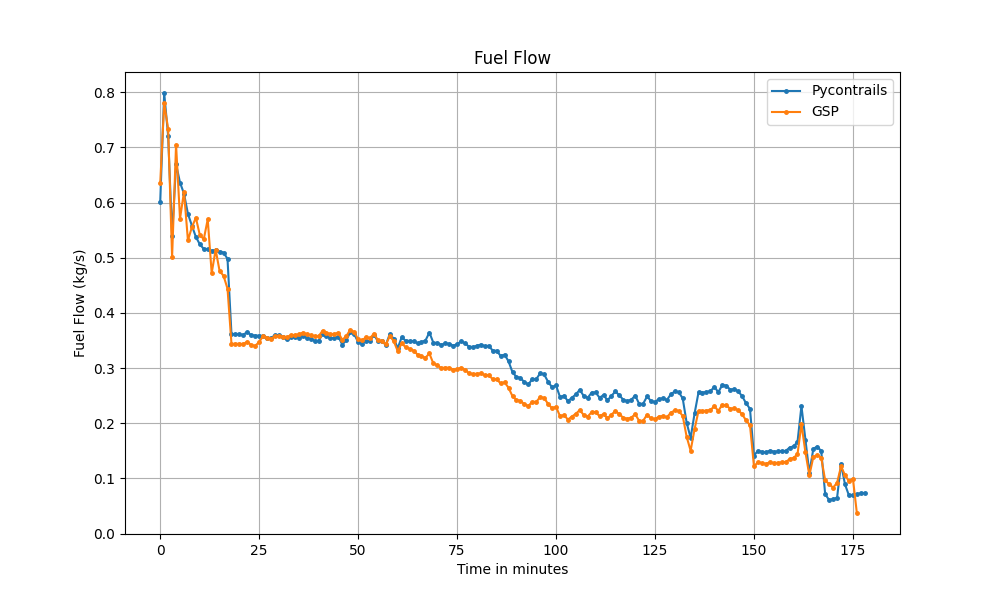 Fuel Flow
Pycontrails
GSP
0.8
0.7
0.6
0.5
0.4
0.3
0.2
0.1
0.0
Fuel Flow (kg/s)
0 25 50 75 100 125 150 175
Time in minutes